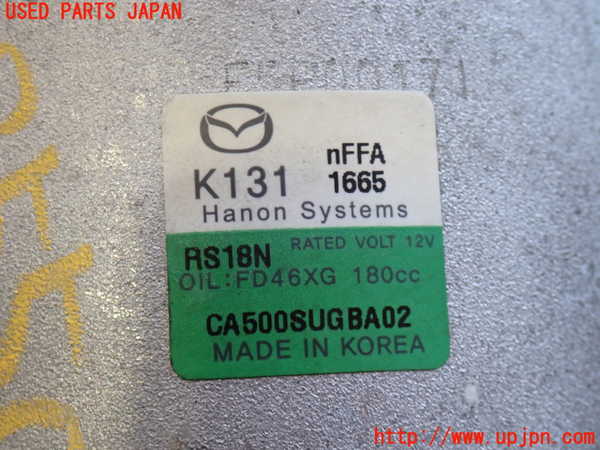 USED PARTS JAPAN
K131 nFFA
1665
Hanon Systems
RS18N RATED VOLT 12V
OIL:FD46XG 180cc
CA500SUGBA02
MADE IN KOREA
http://www.upjpn.com/